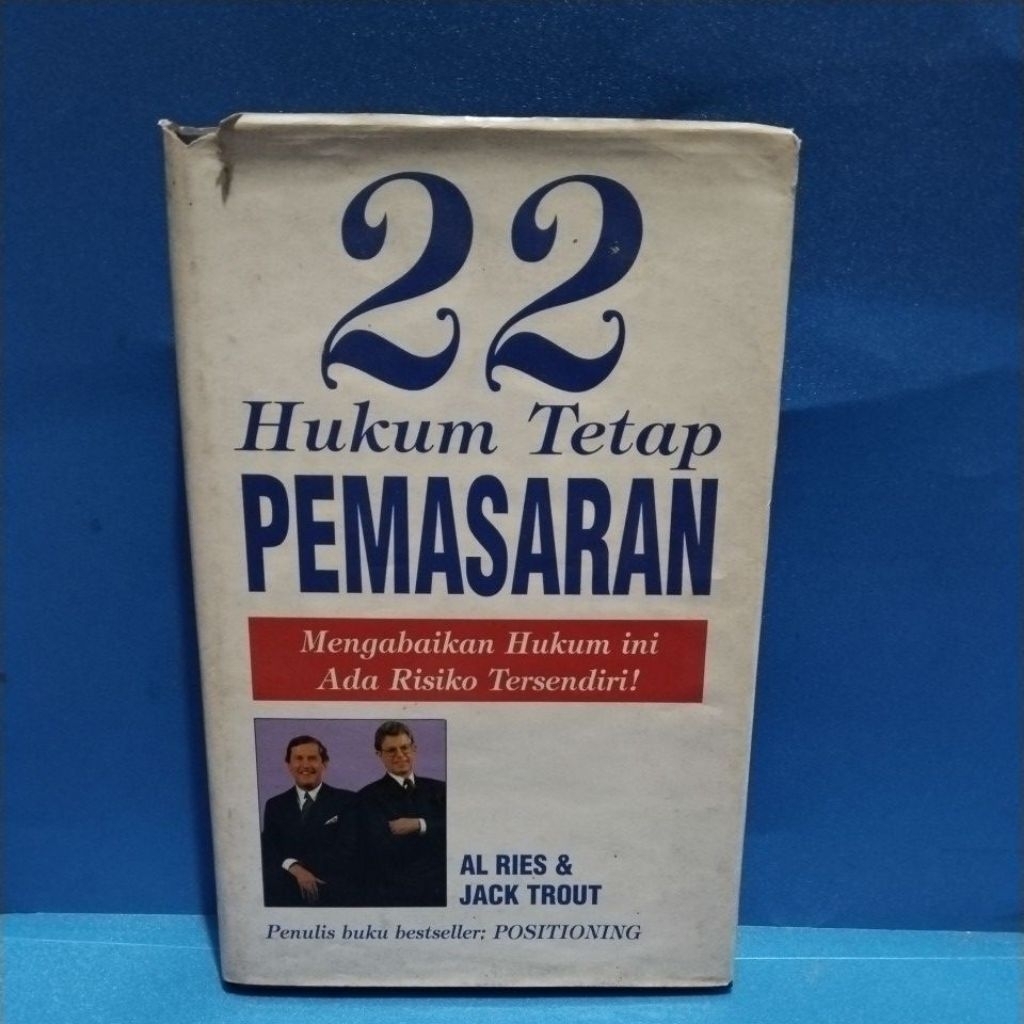 22
Hukum Tetap
PEMASARAN
Mengabaikan Hukum ini
Ada Risiko Tersendiri!
AL RIES &
JACK TROUT
Penulis buku bestseller; POSITIONING